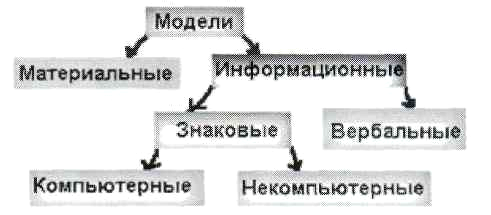 Модели
Материальные
Информационные
Знаковые
Вербальные
Компьютерные
Некомпьютерные